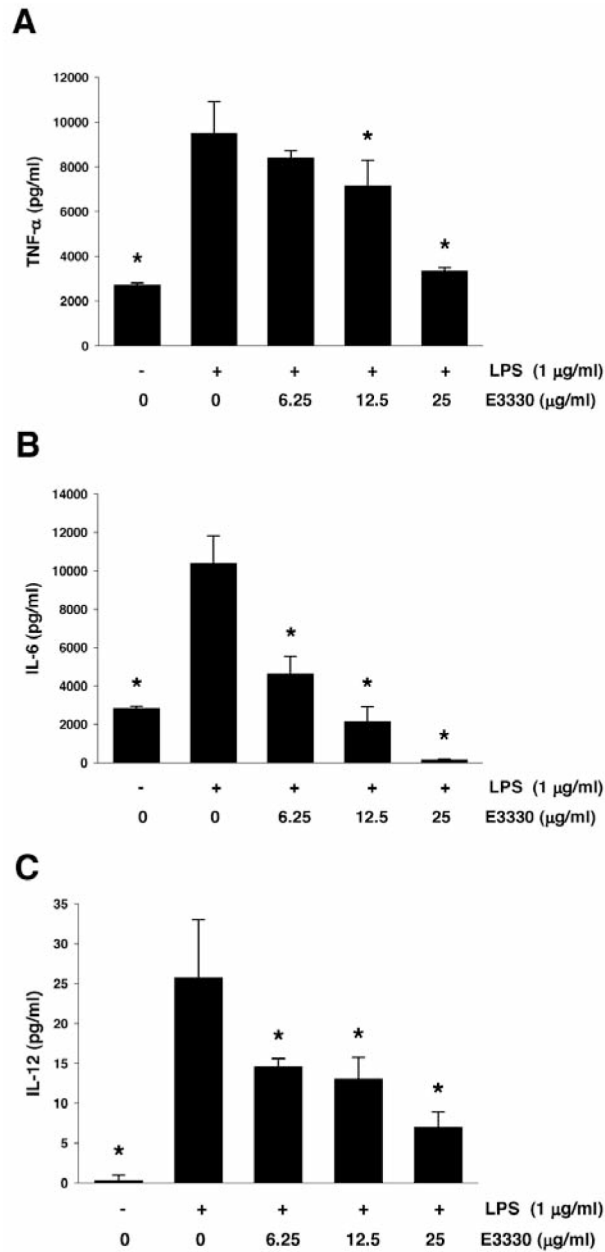 A
12000
10000
8000
6000
4000
2000
0
TNF-α (pg/ml)
*
*
*
- + + + + LPS (1 μg/ml)
0 0 6.25 12.5 25 E3330 (μg/ml)
B
14000
12000
10000
8000
6000
4000
2000
0
IL-6 (pg/ml)
*
*
*
*
- + + + + LPS (1 μg/ml)
0 0 6.25 12.5 25 E3330 (μg/ml)
C
35
30
25
20
15
10
5
0
IL-12 (pg/ml)
*
*
*
*
- + + + + LPS (1 μg/ml)
0 0 6.25 12.5 25 E3330 (μg/ml)